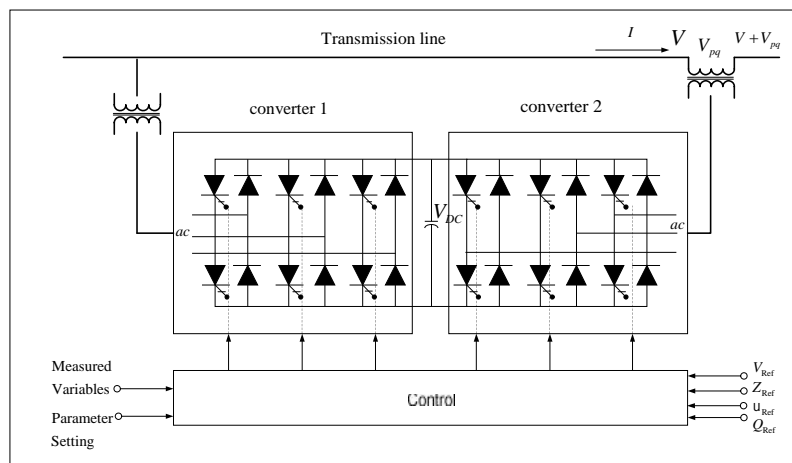 Transmission line
I
V
V_pq
V + V_pq
converter 1
converter 2
V_DC
ac
ac
Measured
Variables
Parameter
Setting
Control
V_Ref
Z_Ref
u_Ref
Q_Ref